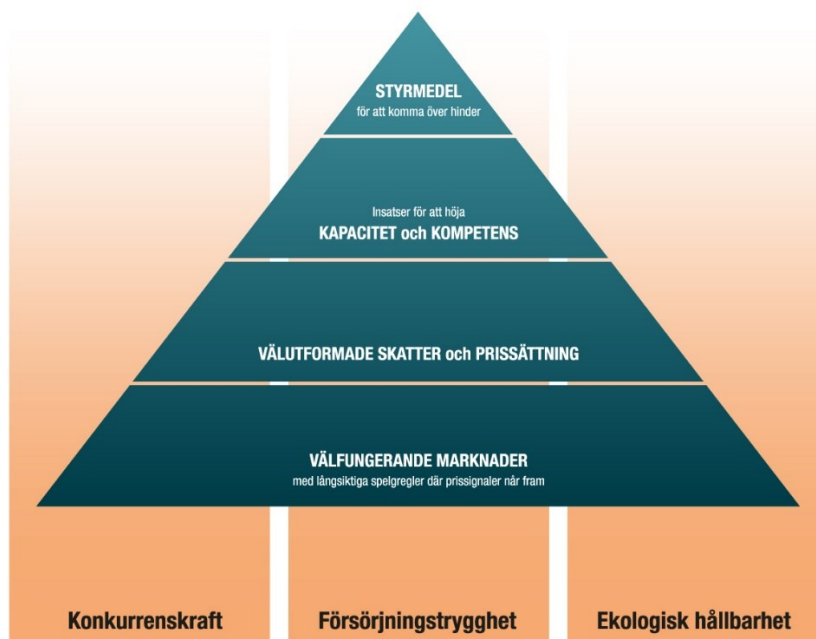 STYRMEDEL
för att komma över hinder
Insatser för att höja
KAPACITET och KOMPETENS
VÄLUTFORMADE SKATTER och PRISSÄTTNING
VÄLFUNGERANDE MARKNADER
med långsiktiga spelregler där prissignaler når fram
Konkurrenskraft
Försörjningstrygghet
Ekologisk hållbarhet